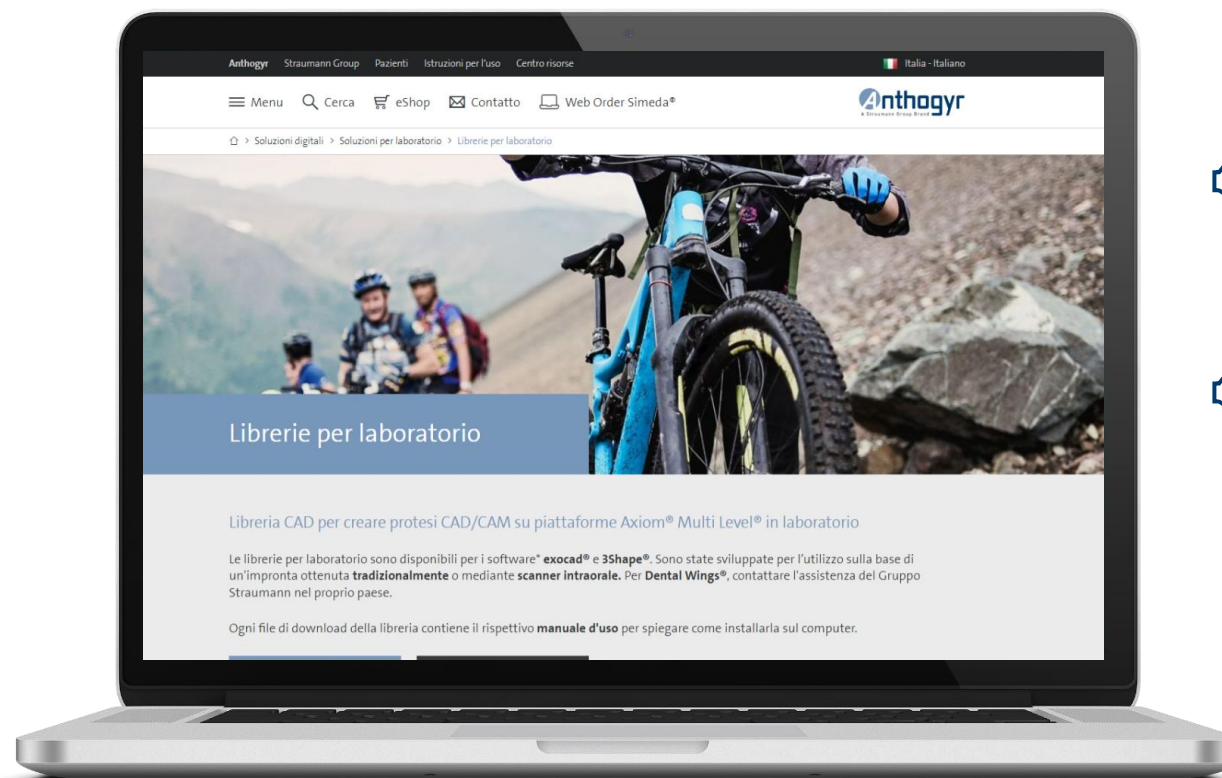 Anthogyr Straumann Group Pazienti Istruzioni per l'uso Centro risorse Italia - Italiano
Menu Cerca eShop Contatto Web Order Simeda®
Anthogyr
A Straumann Group Brand
> Soluzioni digitali > Soluzioni per laboratorio > Librerie per laboratorio
Librerie per laboratorio
Libreria CAD per creare protesi CAD/CAM su piattaforme Axiom® Multi Level® in laboratorio
Le librerie per laboratorio sono disponibili per i software* exocad® e 3Shape®. Sono state sviluppate per l'utilizzo sulla base di
un'impronta ottenuta tradizionalmente o mediante scanner intraorale. Per Dental Wings®, contattare l'assistenza del Gruppo
Straumann nel proprio paese.
Ogni file di download della libreria contiene il rispettivo manuale d'uso per spiegare come installarla sul computer.